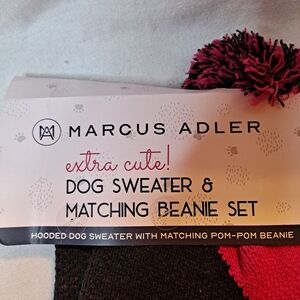 MARCUS ADLER
extra cute!
DOG SWEATER &
MATCHING BEANIE SET
HOODED DOG SWEATER WITH MATCHING POM-POM BEANIE